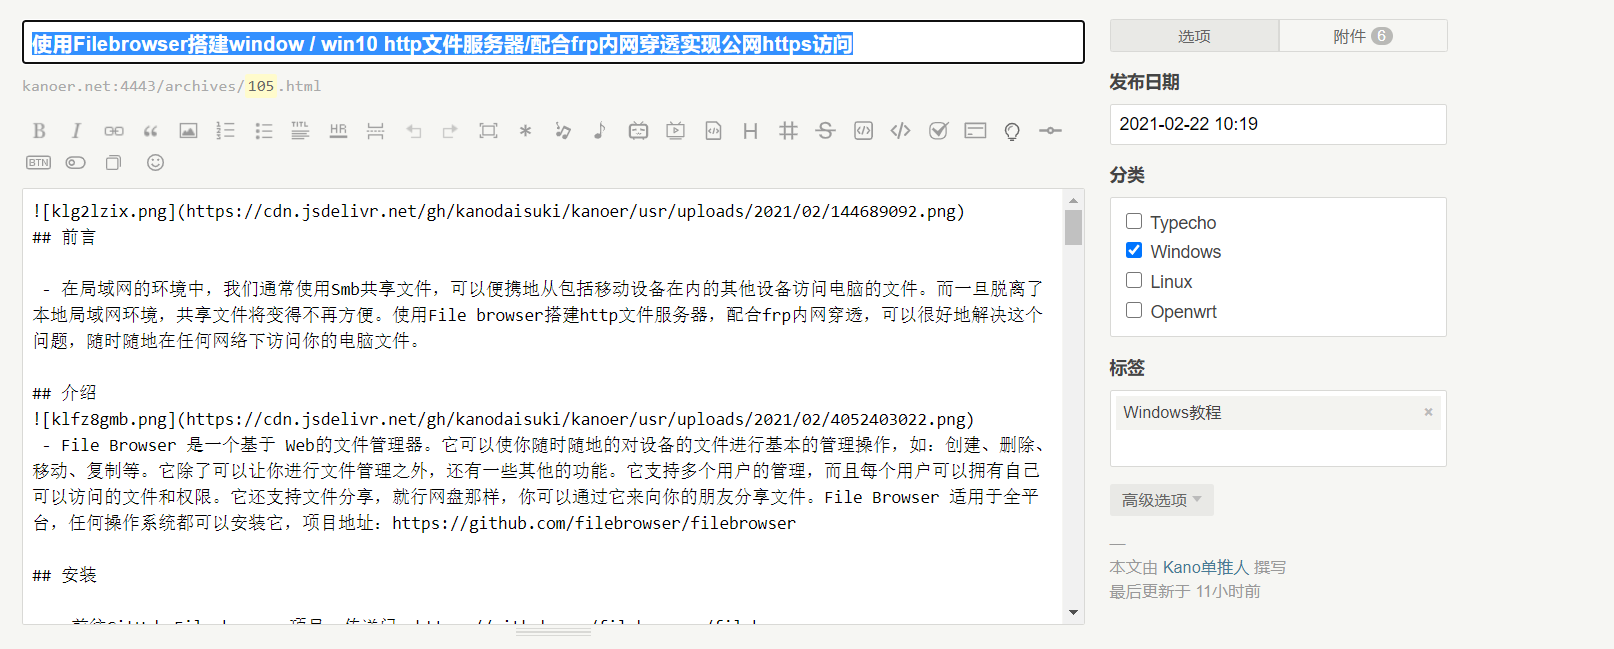 使用Filebrowser搭建window / win10 http文件服务器/配合frp内网穿透实现公网https访问
kanoer.net:4443/archives/105.html
B I TITL HR H
BTN
![klg2lzix.png](https://cdn.jsdelivr.net/gh/kanodaisuki/kanoer/usr/uploads/2021/02/144689092.png)
## 前言
- 在局域网的环境中，我们通常使用Smb共享文件，可以便携地从包括移动设备在内的其他设备访问电脑的文件。而一旦脱离了
本地局域网环境，共享文件将变得不再方便。使用File browser搭建http文件服务器，配合frp内网穿透，可以很好地解决这个
问题，随时随地在任何网络下访问你的电脑文件。
## 介绍
![klfz8gmb.png](https://cdn.jsdelivr.net/gh/kanodaisuki/kanoer/usr/uploads/2021/02/4052403022.png)
- File Browser 是一个基于 Web的文件管理器。它可以使你随时随地的对设备的文件进行基本的管理操作，如：创建、删除、
移动、复制等。它除了可以让你进行文件管理之外，还有一些其他的功能。它支持多个用户的管理，而且每个用户可以拥有自己
可以访问的文件和权限。它还支持文件分享，就行网盘那样，你可以通过它来向你的朋友分享文件。File Browser 适用于全平
台，任何操作系统都可以安装它，项目地址：https://github.com/filebrowser/filebrowser
## 安装
选项
附件 6
发布日期
2021-02-22 10:19
分类
Typecho
Windows
Linux
Openwrt
标签
Windows教程 ×
高级选项
—
本文由 Kano单推人 撰写
最后更新于 11小时前